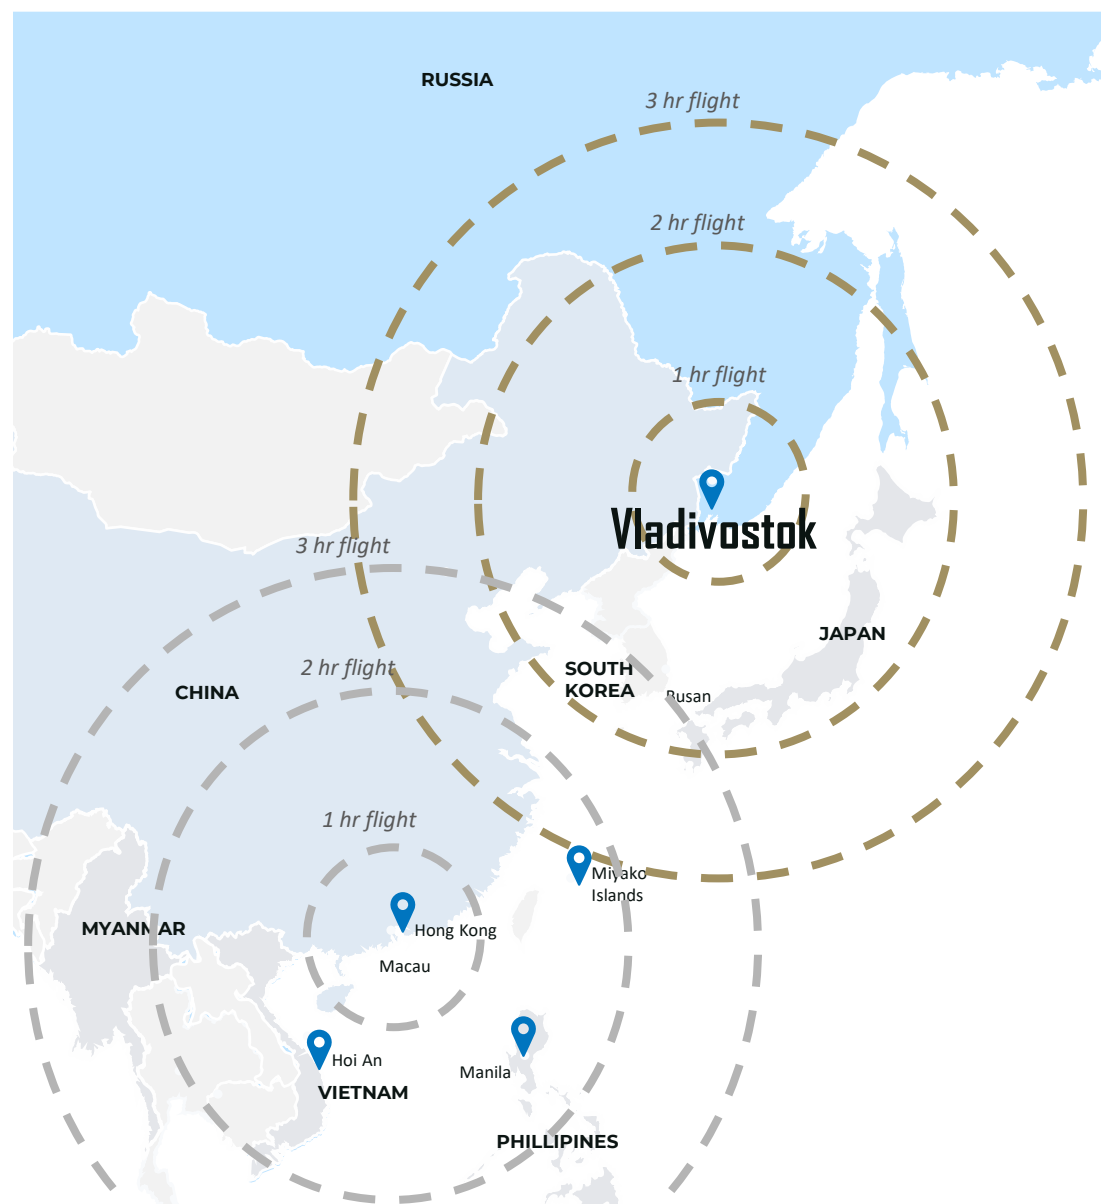 RUSSIA
3 hr flight
2 hr flight
1 hr flight
Vladivostok
3 hr flight
JAPAN
2 hr flight
SOUTH
KOREA
CHINA
Busan
1 hr flight
Miyako
Islands
MYANMAR
Hong Kong
Macau
Hoi An
Manila
VIETNAM
PHILLIPINES